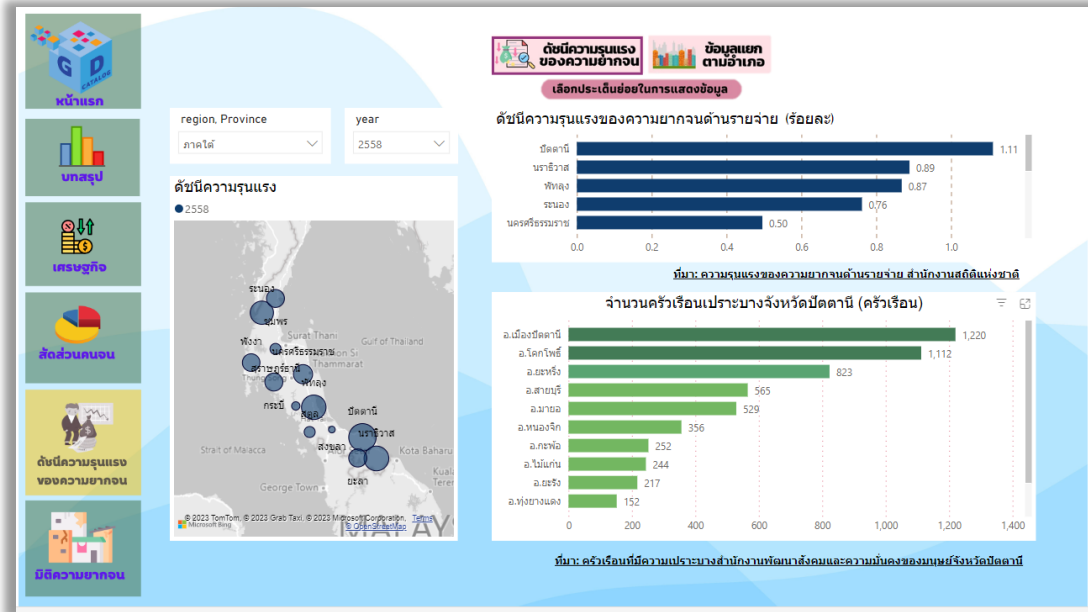 GD
CATALOG
หน้าแรก
บทสรุป
เศรษฐกิจ
สัดส่วนคนจน
ดัชนีความรุนแรง
ของความยากจน
มิติความยากจน
region, Province
ภาคใต้
year
2558
ดัชนีความรุนแรง
2558
ระนอง
ชุมพร
Surat Thani
Gulf of Thailand
พังงา
นครศรีธรรมราช
สุราษฎร์ธานี
Thammarat
พัทลุง
กระบี่
สตูล
ปัตตานี
นราธิวาส
สงขลา
Strait of Malacca
Kota Bharu
ยะลา
George Town
© 2023 TomTom, © 2023 Grab Taxi, © 2023 Microsoft Corporation, Terms
Microsoft Bing
© OpenStreetMap
ดัชนีความรุนแรง
ของความยากจน
ข้อมูลแยก
ตามอำเภอ
เลือกประเด็นย่อยในการแสดงข้อมูล
ดัชนีความรุนแรงของความยากจนด้านรายจ่าย (ร้อยละ)
ปัตตานี 1.11
นราธิวาส 0.89
พัทลุง 0.87
ระนอง 0.76
นครศรีธรรมราช 0.50
0.0 0.2 0.4 0.6 0.8 1.0
ที่มา: ความรุนแรงของความยากจนด้านรายจ่าย สำนักงานสถิติแห่งชาติ
จำนวนครัวเรือนเปราะบางจังหวัดปัตตานี (ครัวเรือน)
อ.เมืองปัตตานี 1,220
อ.โคกโพธิ์ 1,112
อ.ยะหริ่ง 823
อ.สายบุรี 565
อ.มายอ 529
อ.หนองจิก 356
อ.กะพ้อ 252
อ.ไม้แก่น 244
อ.ยะรัง 217
อ.ทุ่งยางแดง 152
0 200 400 600 800 1,000 1,200 1,400
ที่มา: ครัวเรือนที่มีความเปราะบางสำนักงานพัฒนาสังคมและความมั่นคงของมนุษย์จังหวัดปัตตานี